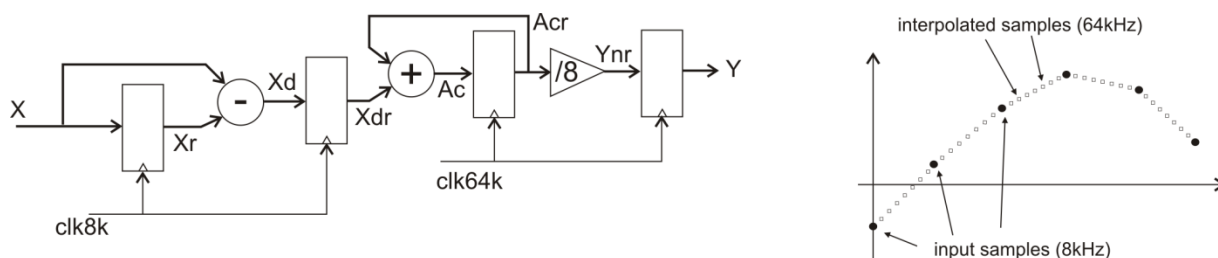 X
Xr
-
Xd
Xdr
clk8k
+
Ac
Acr
/8
Ynr
Y
clk64k
interpolated samples (64kHz)
input samples (8kHz)